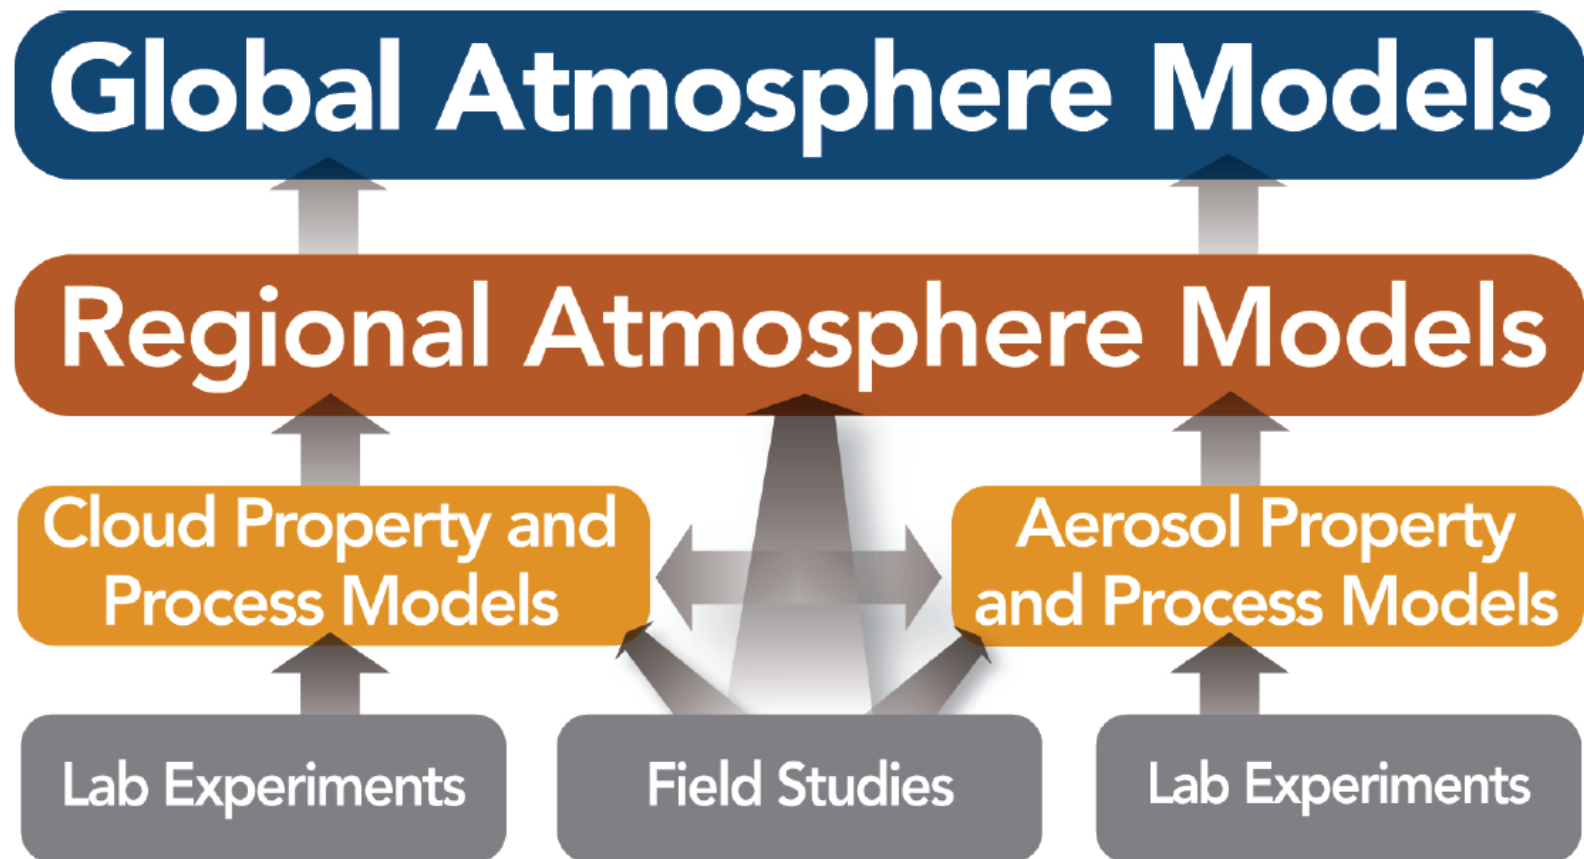 Global Atmosphere Models
Regional Atmosphere Models
Cloud Property and
Process Models
Aerosol Property
and Process Models
Lab Experiments
Field Studies
Lab Experiments